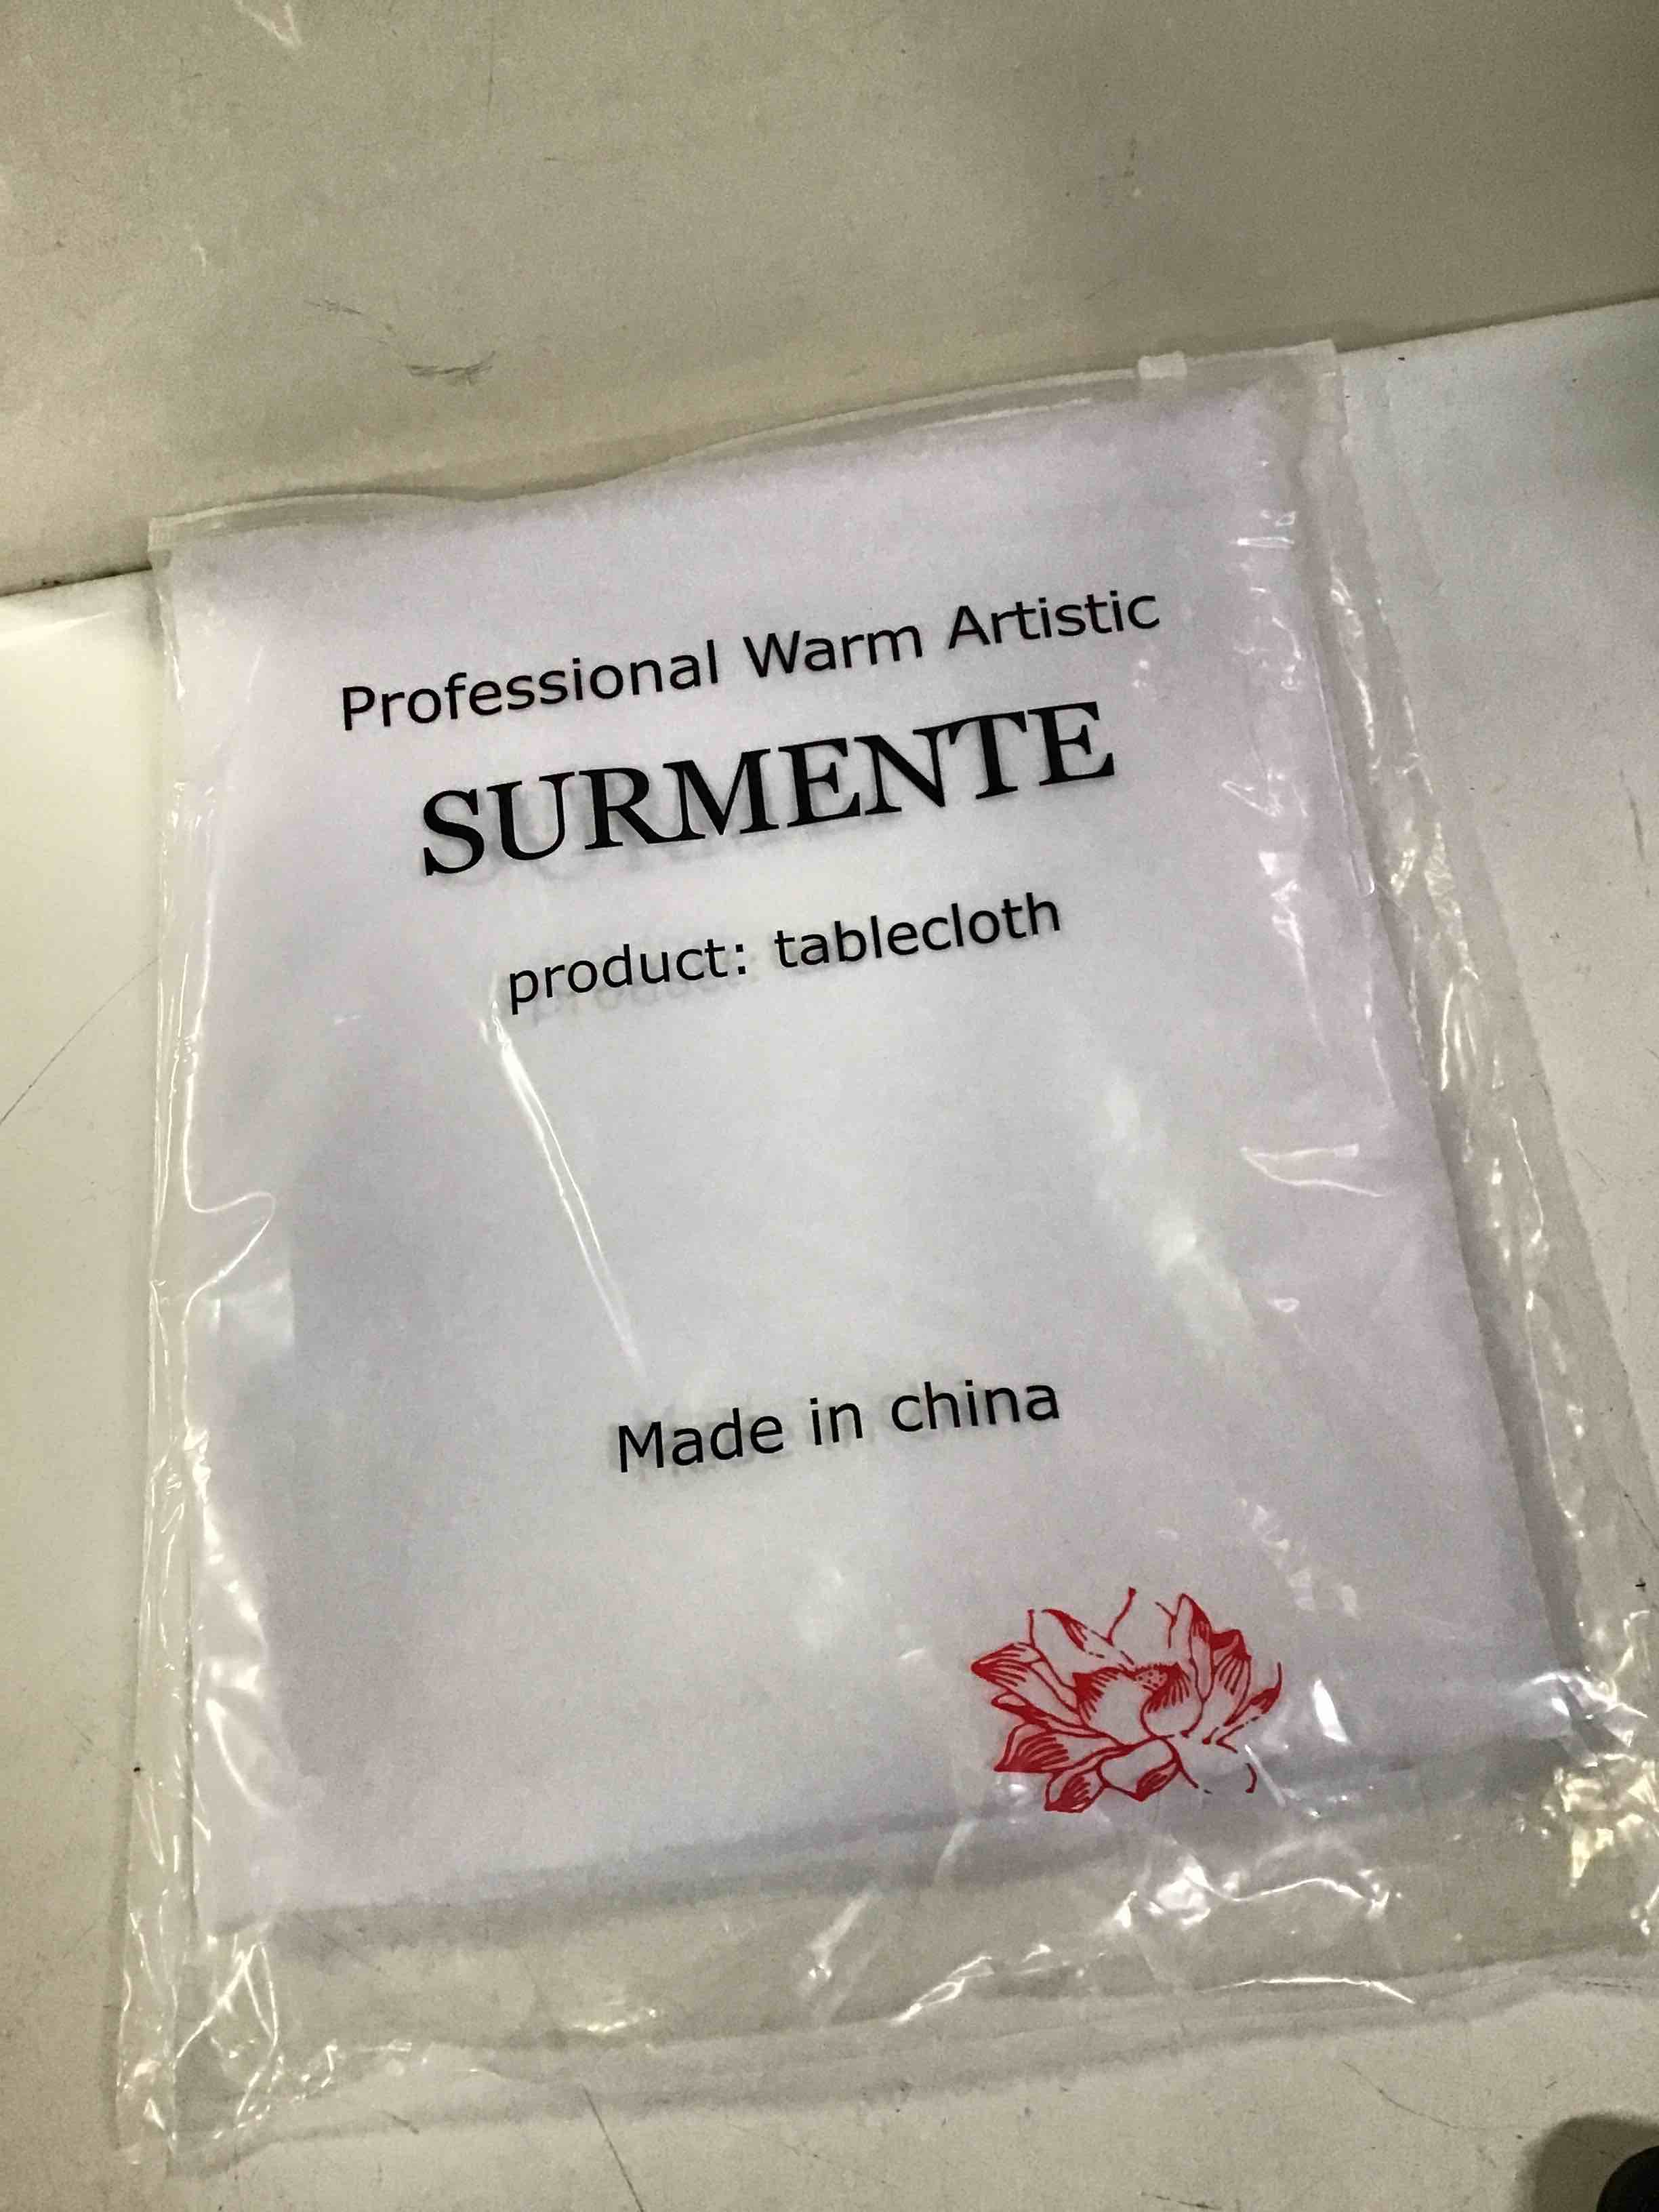 Professional Warm Artistic
SURMENTE
product: tablecloth
Made in china